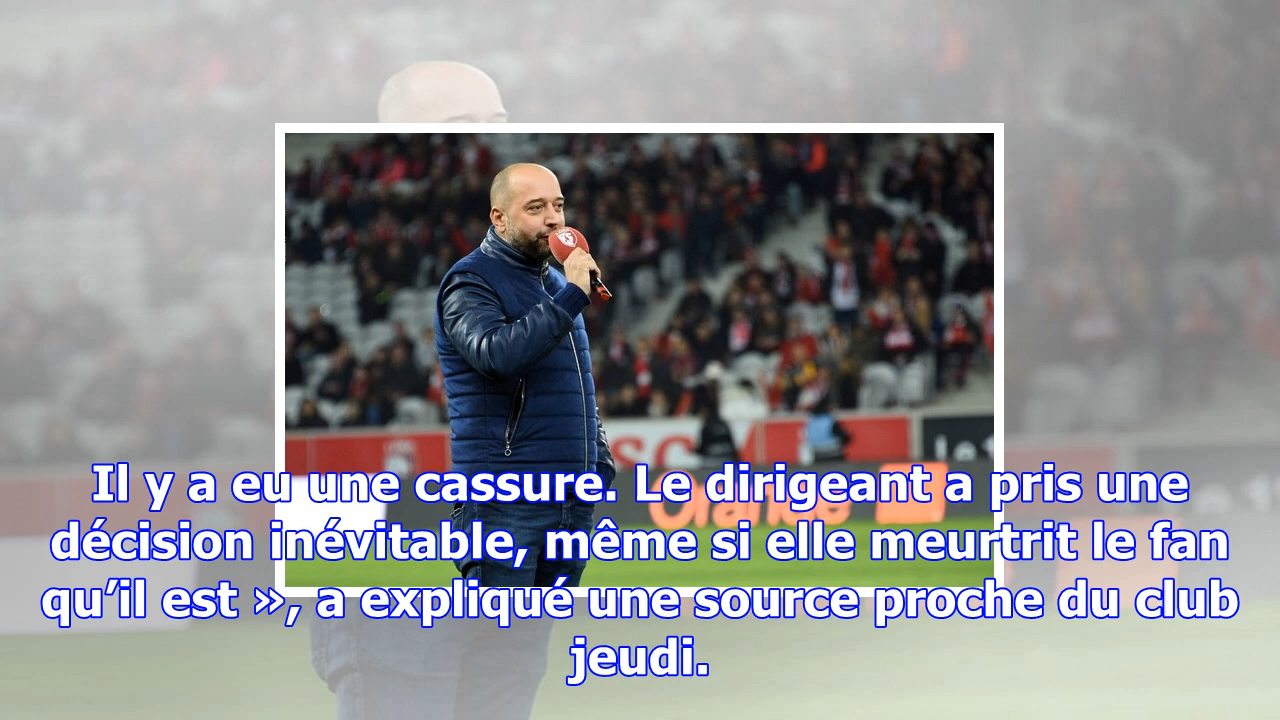 Orange
Il y a eu une cassure. Le dirigeant a pris une
décision inévitable, même si elle meurtrit le fan
qu’il est », a expliqué une source proche du club
jeudi.